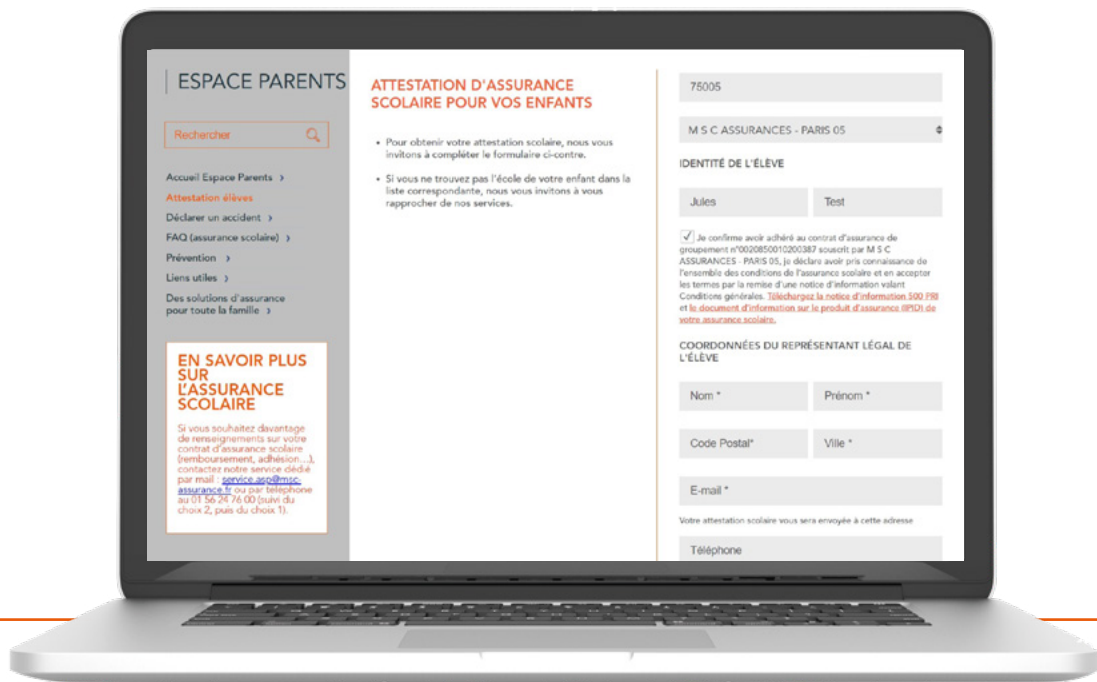 ESPACE PARENTS
Rechercher
Accueil Espace Parents >
Attestation élèves
Déclarer un accident >
FAQ (assurance scolaire) >
Prévention >
Liens utiles >
Des solutions d'assurance
pour toute la famille >
EN SAVOIR PLUS
SUR
L'ASSURANCE
SCOLAIRE
Si vous souhaitez davantage
de renseignements sur votre
contrat d'assurance scolaire
(remboursement, adhésion...),
contactez notre service dédié
par mail : service.asp@msc-
assurance.fr ou par téléphone
au 01 56 24 76 00 (suivi du
choix 2, puis du choix 1).
ATTESTATION D'ASSURANCE
SCOLAIRE POUR VOS ENFANTS
• Pour obtenir votre attestation scolaire, nous vous
invitons à compléter le formulaire ci-contre.
• Si vous ne trouvez pas l'école de votre enfant dans la
liste correspondante, nous vous invitons à vous
rapprocher de nos services.
75005
M S C ASSURANCES - PARIS 05
IDENTITÉ DE L'ÉLÈVE
Jules Test
Je confirme avoir adhéré au contrat d'assurance de
groupement n°0020850010200387 souscrit par M S C
ASSURANCES - PARIS 05, je déclare avoir pris connaissance de
l'ensemble des conditions de l'assurance scolaire et en accepter
les termes par la remise d'une notice d'information valant
Conditions générales. Téléchargez la notice d'information 500 PRI
et le document d'information sur le produit d'assurance (IPID) de
votre assurance scolaire.
COORDONNÉES DU REPRÉSENTANT LÉGAL DE
L'ÉLÈVE
Nom * Prénom *
Code Postal* Ville *
E-mail *
Votre attestation scolaire vous sera envoyée à cette adresse
Téléphone